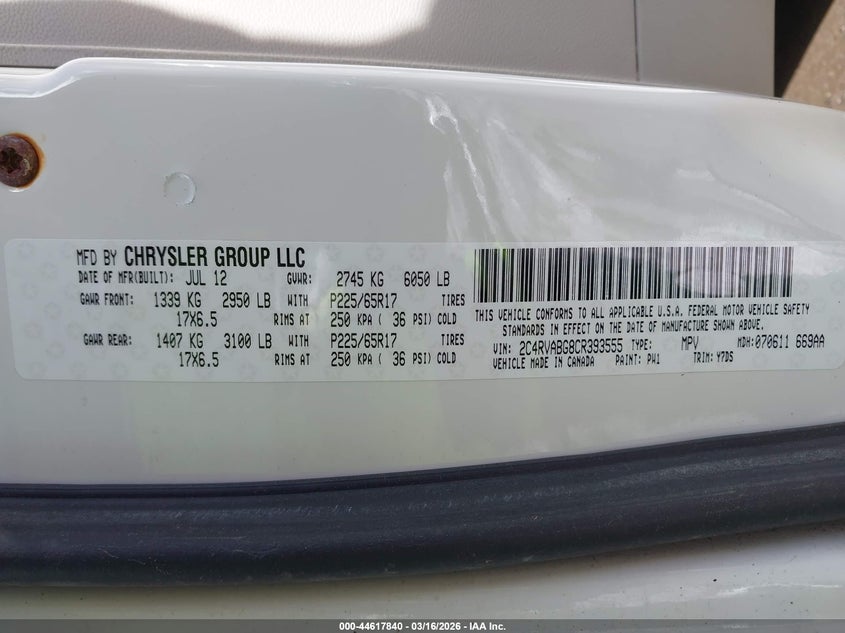 MFD BY CHRYSLER GROUP LLC
DATE OF MFR(BUILT): JUL 12 GVWR: 2745 KG 6050 LB
GAWR FRONT: 1339 KG 2950 LB WITH P225/65R17 TIRES
17X6.5 RIMS AT 250 KPA ( 36 PSI) COLD
GAWR REAR: 1407 KG 3100 LB WITH P225/65R17 TIRES
17X6.5 RIMS AT 250 KPA ( 36 PSI) COLD
THIS VEHICLE CONFORMS TO ALL APPLICABLE U.S.A. FEDERAL MOTOR VEHICLE SAFETY
STANDARDS IN EFFECT ON THE DATE OF MANUFACTURE SHOWN ABOVE.
VIN: 2C4RVABG8CR393555 TYPE: MPV MDH: 070611 669AA
VEHICLE MADE IN CANADA PAINT: PW1 TRIM: Y7DS
000-44617840 - 03/16/2026 - IAA Inc.